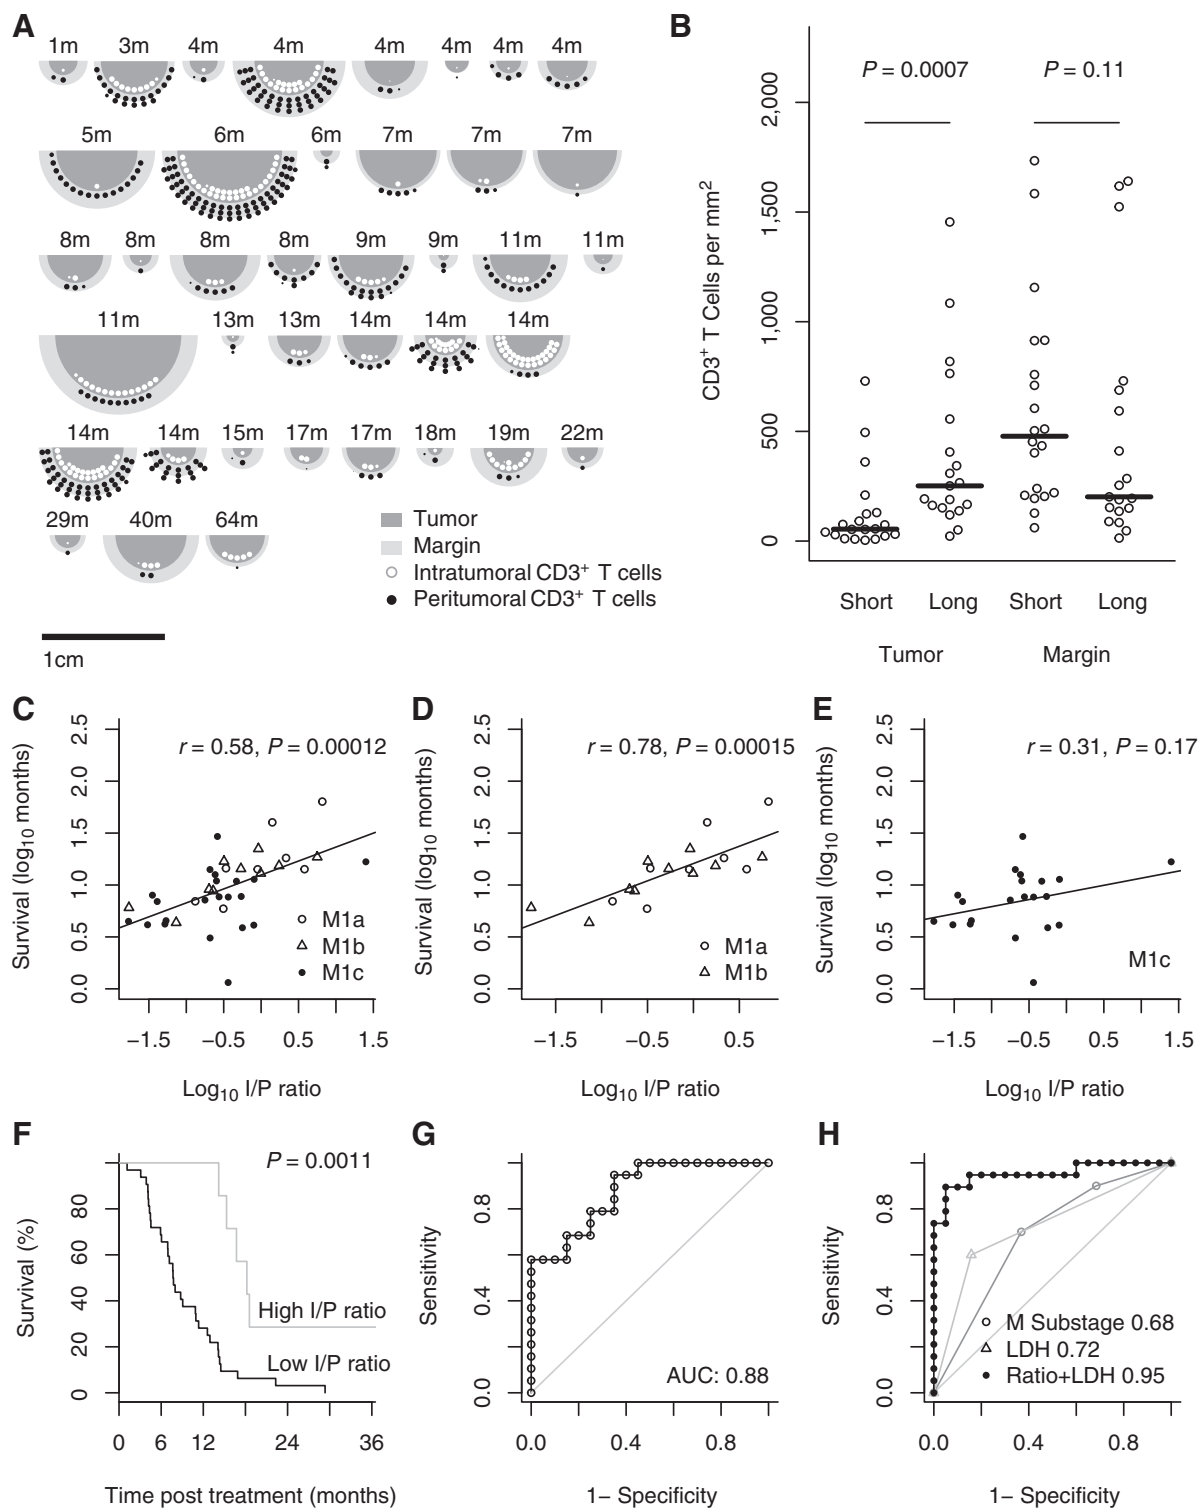 A
1m 3m 4m 4m 4m 4m 4m 4m
5m 6m 6m 7m 7m 7m
8m 8m 8m 8m 9m 9m 11m 11m
11m 13m 13m 14m 14m 14m
14m 14m 15m 17m 17m 18m 19m 22m
29m 40m 64m
Tumor
Margin
Intratumoral CD3+ T cells
Peritumoral CD3+ T cells
1cm
B
P = 0.0007 P = 0.11
CD3+ T Cells per mm2
2,000
1,500
1,000
500
0
Short Long Short Long
Tumor Margin
C
r = 0.58, P = 0.00012
Survival (log10 months)
2.5
2.0
1.5
1.0
0.5
0.0
M1a
M1b
M1c
−1.5 −0.5 0.5 1.5
Log10 I/P ratio
D
r = 0.78, P = 0.00015
Survival (log10 months)
2.5
2.0
1.5
1.0
0.5
0.0
M1a
M1b
−1.5 −0.5 0.5
Log10 I/P ratio
E
r = 0.31, P = 0.17
Survival (log10 months)
2.5
2.0
1.5
1.0
0.5
0.0
M1c
−1.5 −0.5 0.5 1.5
Log10 I/P ratio
F
P = 0.0011
Survival (%)
80
60
40
20
0
High I/P ratio
Low I/P ratio
0 6 12 24 36
Time post treatment (months)
G
Sensitivity
0.8
0.4
0.0
AUC: 0.88
0.0 0.4 0.8
1− Specificity
H
Sensitivity
0.8
0.4
0.0
M Substage 0.68
LDH 0.72
Ratio+LDH 0.95
0.0 0.4 0.8
1− Specificity